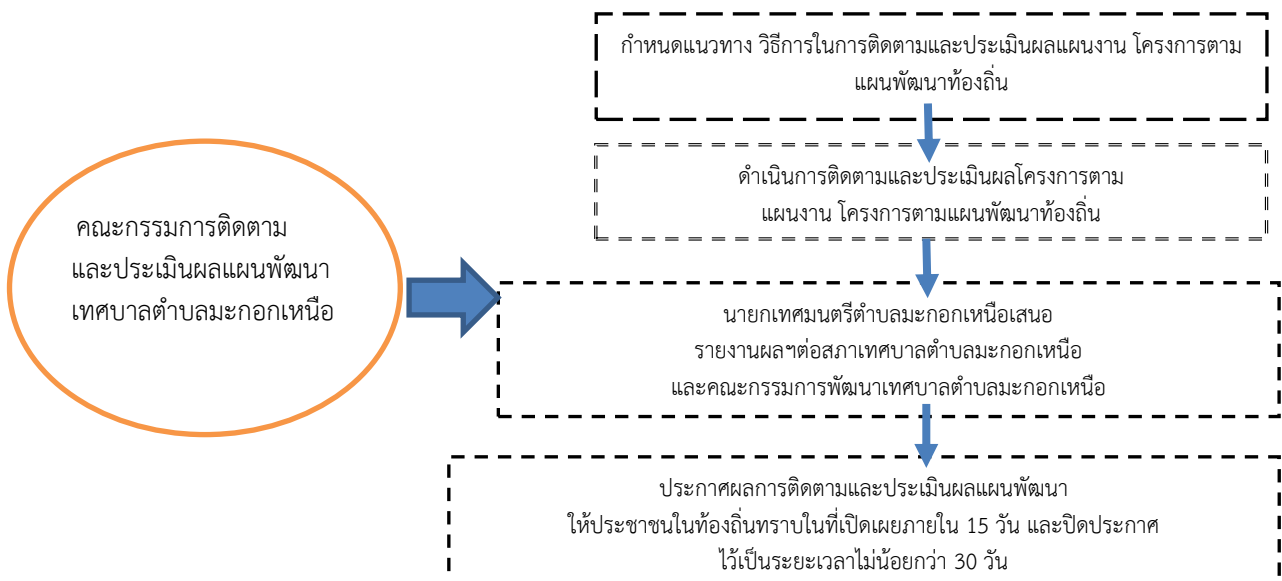 กำหนดแนวทาง วิธีการในการติดตามและประเมินผลแผนงาน โครงการตาม
แผนพัฒนาท้องถิ่น
ดำเนินการติดตามและประเมินผลโครงการตาม
แผนงาน โครงการตามแผนพัฒนาท้องถิ่น
คณะกรรมการติดตาม
และประเมินผลแผนพัฒนา
เทศบาลตำบลมะกอกเหนือ
นายกเทศมนตรีตำบลมะกอกเหนือเสนอ
รายงานผลฯต่อสภาเทศบาลตำบลมะกอกเหนือ
และคณะกรรมการพัฒนาเทศบาลตำบลมะกอกเหนือ
ประกาศผลการติดตามและประเมินผลแผนพัฒนา
ให้ประชาชนในท้องถิ่นทราบในที่เปิดเผยภายใน 15 วัน และปิดประกาศ
ไว้เป็นระยะเวลาไม่น้อยกว่า 30 วัน